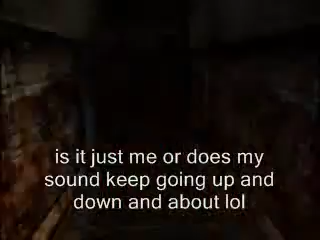 is it just me or does my
sound keep going up and
down and about lol